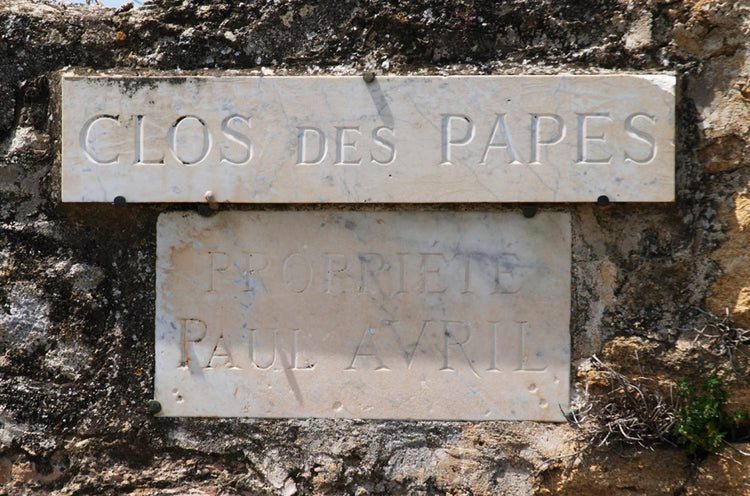 CLOS DES PAPES
PROPRIÉTÉ
PAUL AVRIL